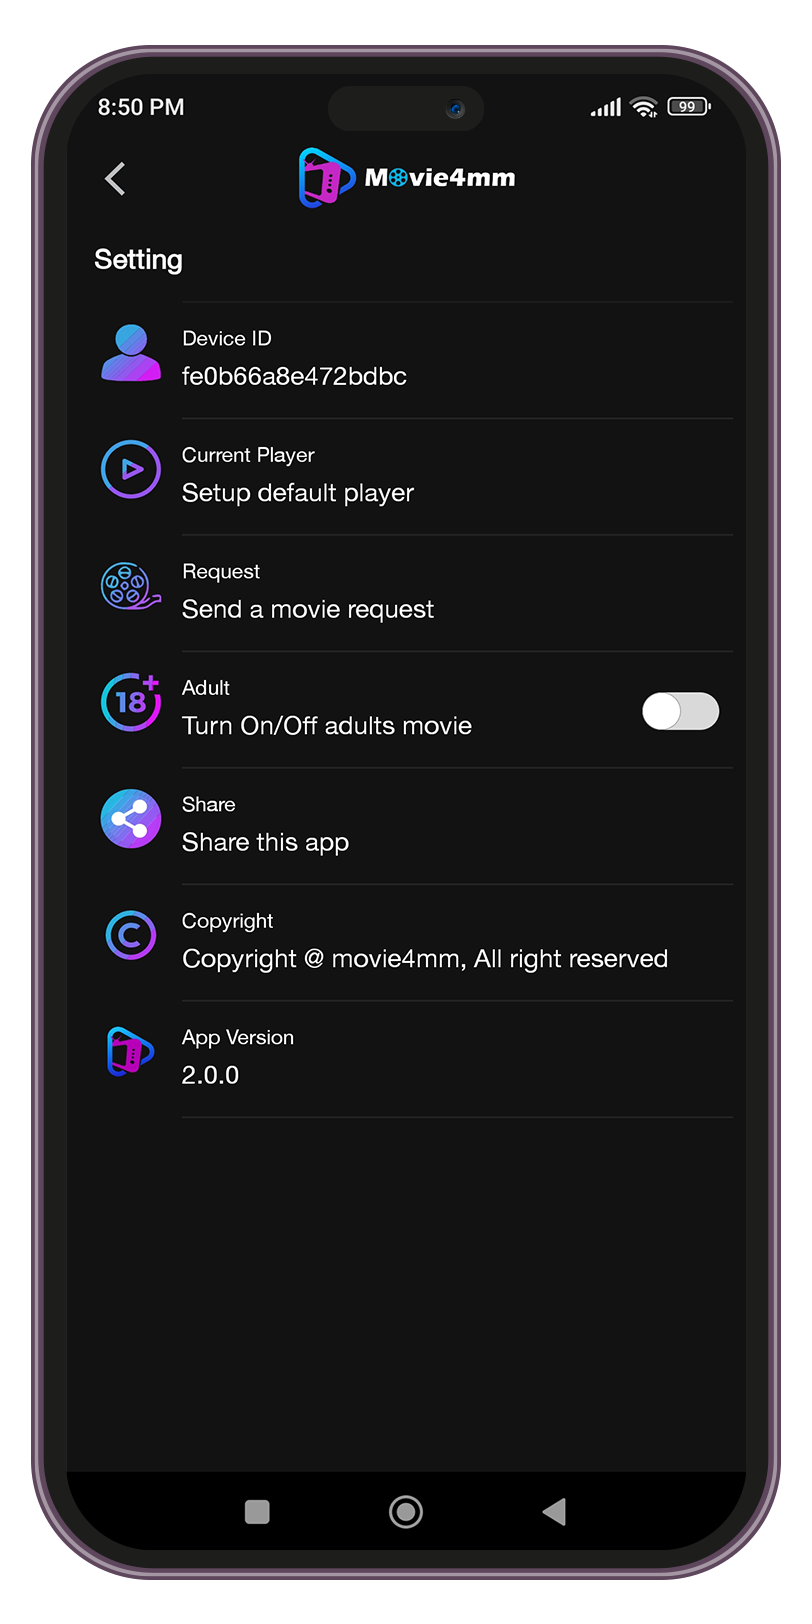 8:50 PM
99
Movie4mm
Setting
Device ID
fe0b66a8e472bdbc
Current Player
Setup default player
Request
Send a movie request
18+
Adult
Turn On/Off adults movie
Share
Share this app
Copyright
Copyright @ movie4mm, All right reserved
App Version
2.0.0